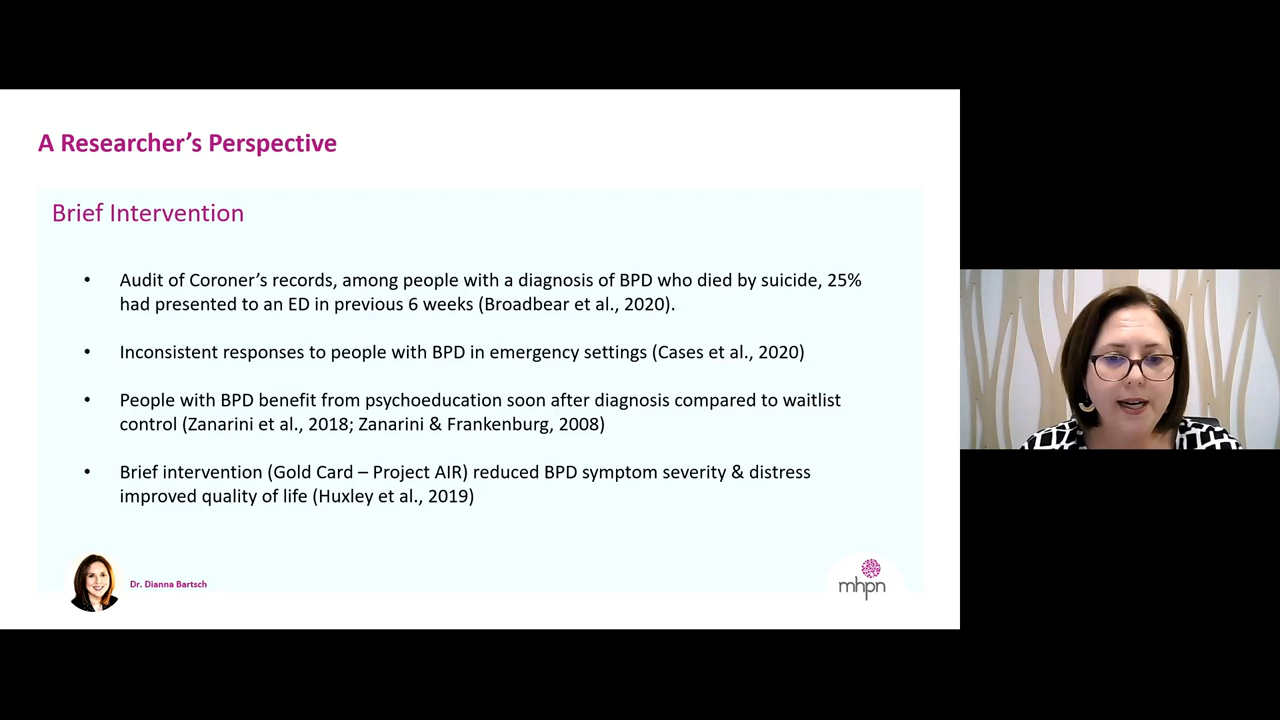 A Researcher's Perspective
Brief Intervention
• Audit of Coroner's records, among people with a diagnosis of BPD who died by suicide, 25%
had presented to an ED in previous 6 weeks (Broadbear et al., 2020).
• Inconsistent responses to people with BPD in emergency settings (Cases et al., 2020)
• People with BPD benefit from psychoeducation soon after diagnosis compared to waitlist
control (Zanarini et al., 2018; Zanarini & Frankenburg, 2008)
• Brief intervention (Gold Card – Project AIR) reduced BPD symptom severity & distress
improved quality of life (Huxley et al., 2019)
Dr. Dianna Bartsch
mhpn